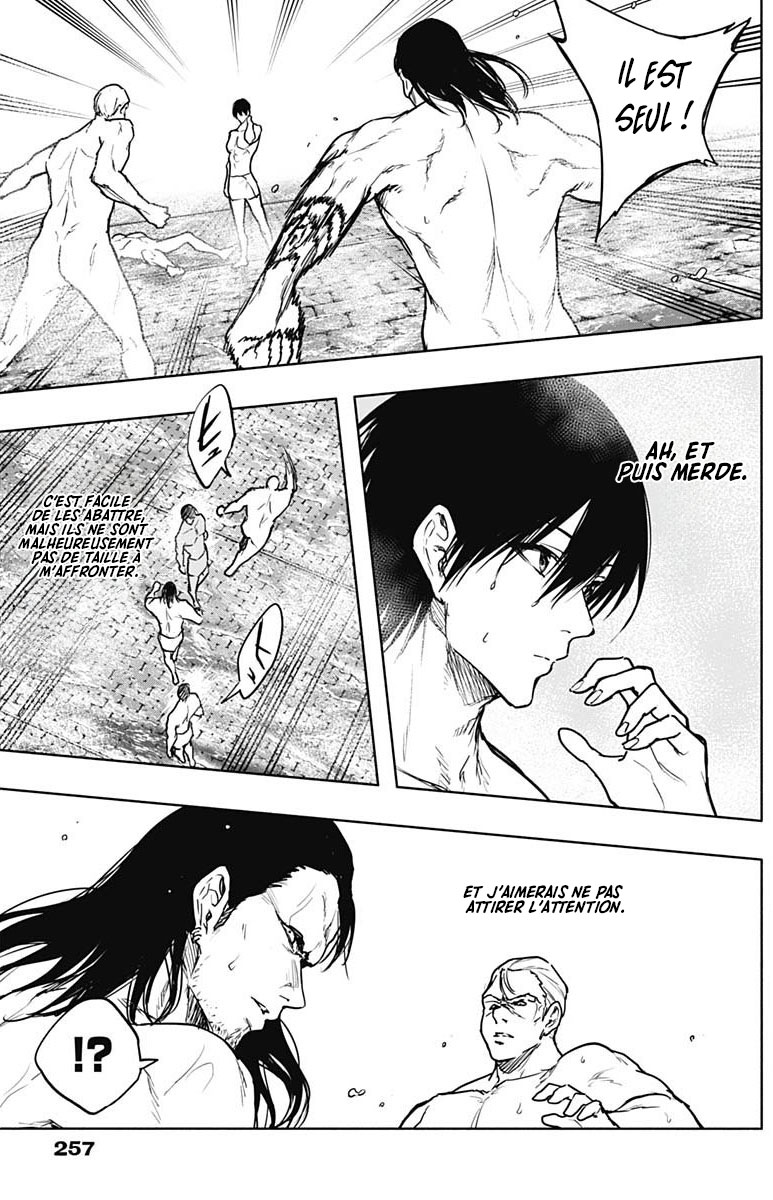 IL EST
SEUL !
AH, ET
PUIS MERDE.
C'EST FACILE
DE LES ABATTRE,
MAIS ILS NE SONT
MALHEUREUSEMENT
PAS DE TAILLE À
M'AFFRONTER.
ET J'AIMERAIS NE PAS
ATTIRER L'ATTENTION.
!?
257